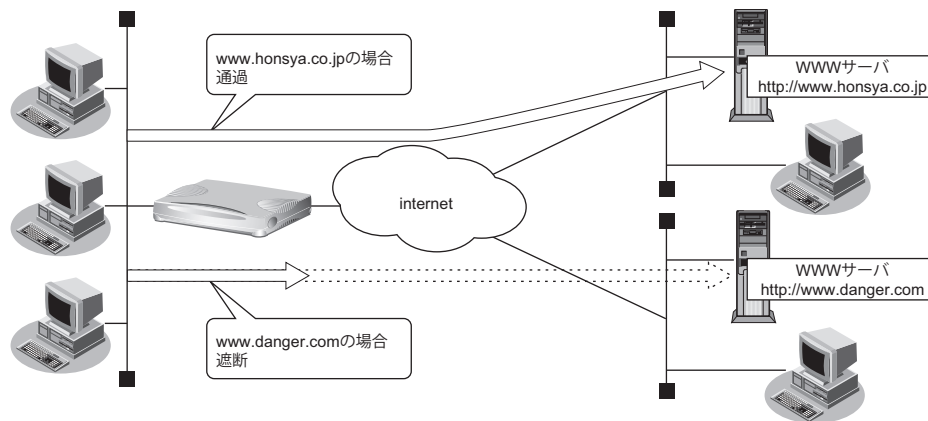 www.honsya.co.jpの場合
通過
WWWサーバ
http://www.honsya.co.jp
internet
WWWサーバ
http://www.danger.com
www.danger.comの場合
遮断